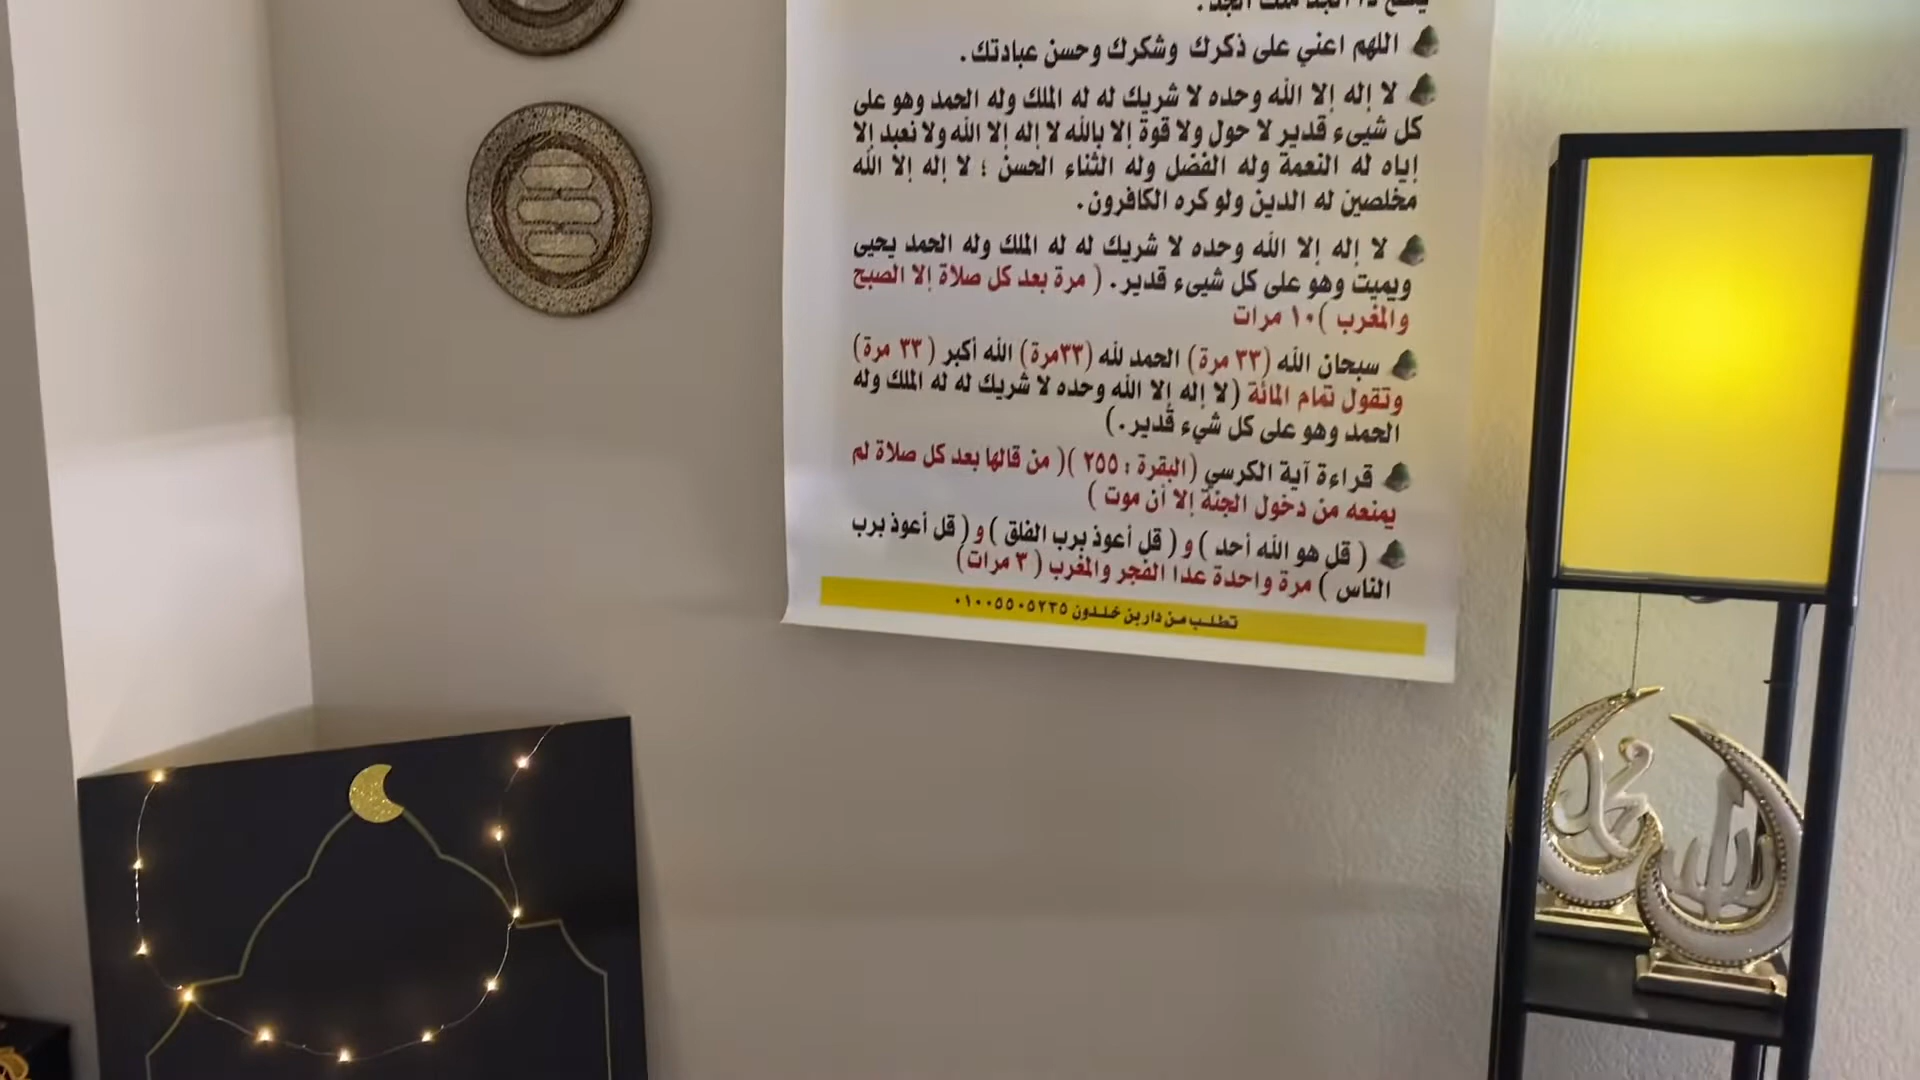 اللهم اعني على ذكرك وشكرك وحسن عبادتك.
لا إله إلا الله وحده لا شريك له له الملك وله الحمد وهو على
كل شيىء قدير لا حول ولا قوة إلا بالله لا إله إلا الله ولا نعبد إلا
إياه له النعمة وله الفضل وله الثناء الحسن ؛ لا إله إلا الله
مخلصين له الدين ولو كره الكافرون.
لا إله إلا الله وحده لا شريك له له الملك وله الحمد يحيى
ويميت وهو على كل شيىء قدير. ( مرة بعد كل صلاة إلا الصبح
والمغرب )١٠ مرات
سبحان الله (٣٣ مرة) الحمد لله (٣٣مرة) الله أكبر (٣٣ مرة)
وتقول تمام المائة (لا إله إلا الله وحده لا شريك له له الملك وله
الحمد وهو على كل شيء قدير.)
قراءة آية الكرسي (البقرة : ٢٥٥ )( من قالها بعد كل صلاة لم
يمنعه من دخول الجنة إلا أن موت )
( قل هو الله أحد ) و ( قل أعوذ برب الفلق ) و ( قل أعوذ برب
الناس ) مرة واحدة عدا الفجر والمغرب ( ٣ مرات)
تطلب من دار بن خلدون ٠١٠٠٥٥٠٥٢٣٥
محمد
الله